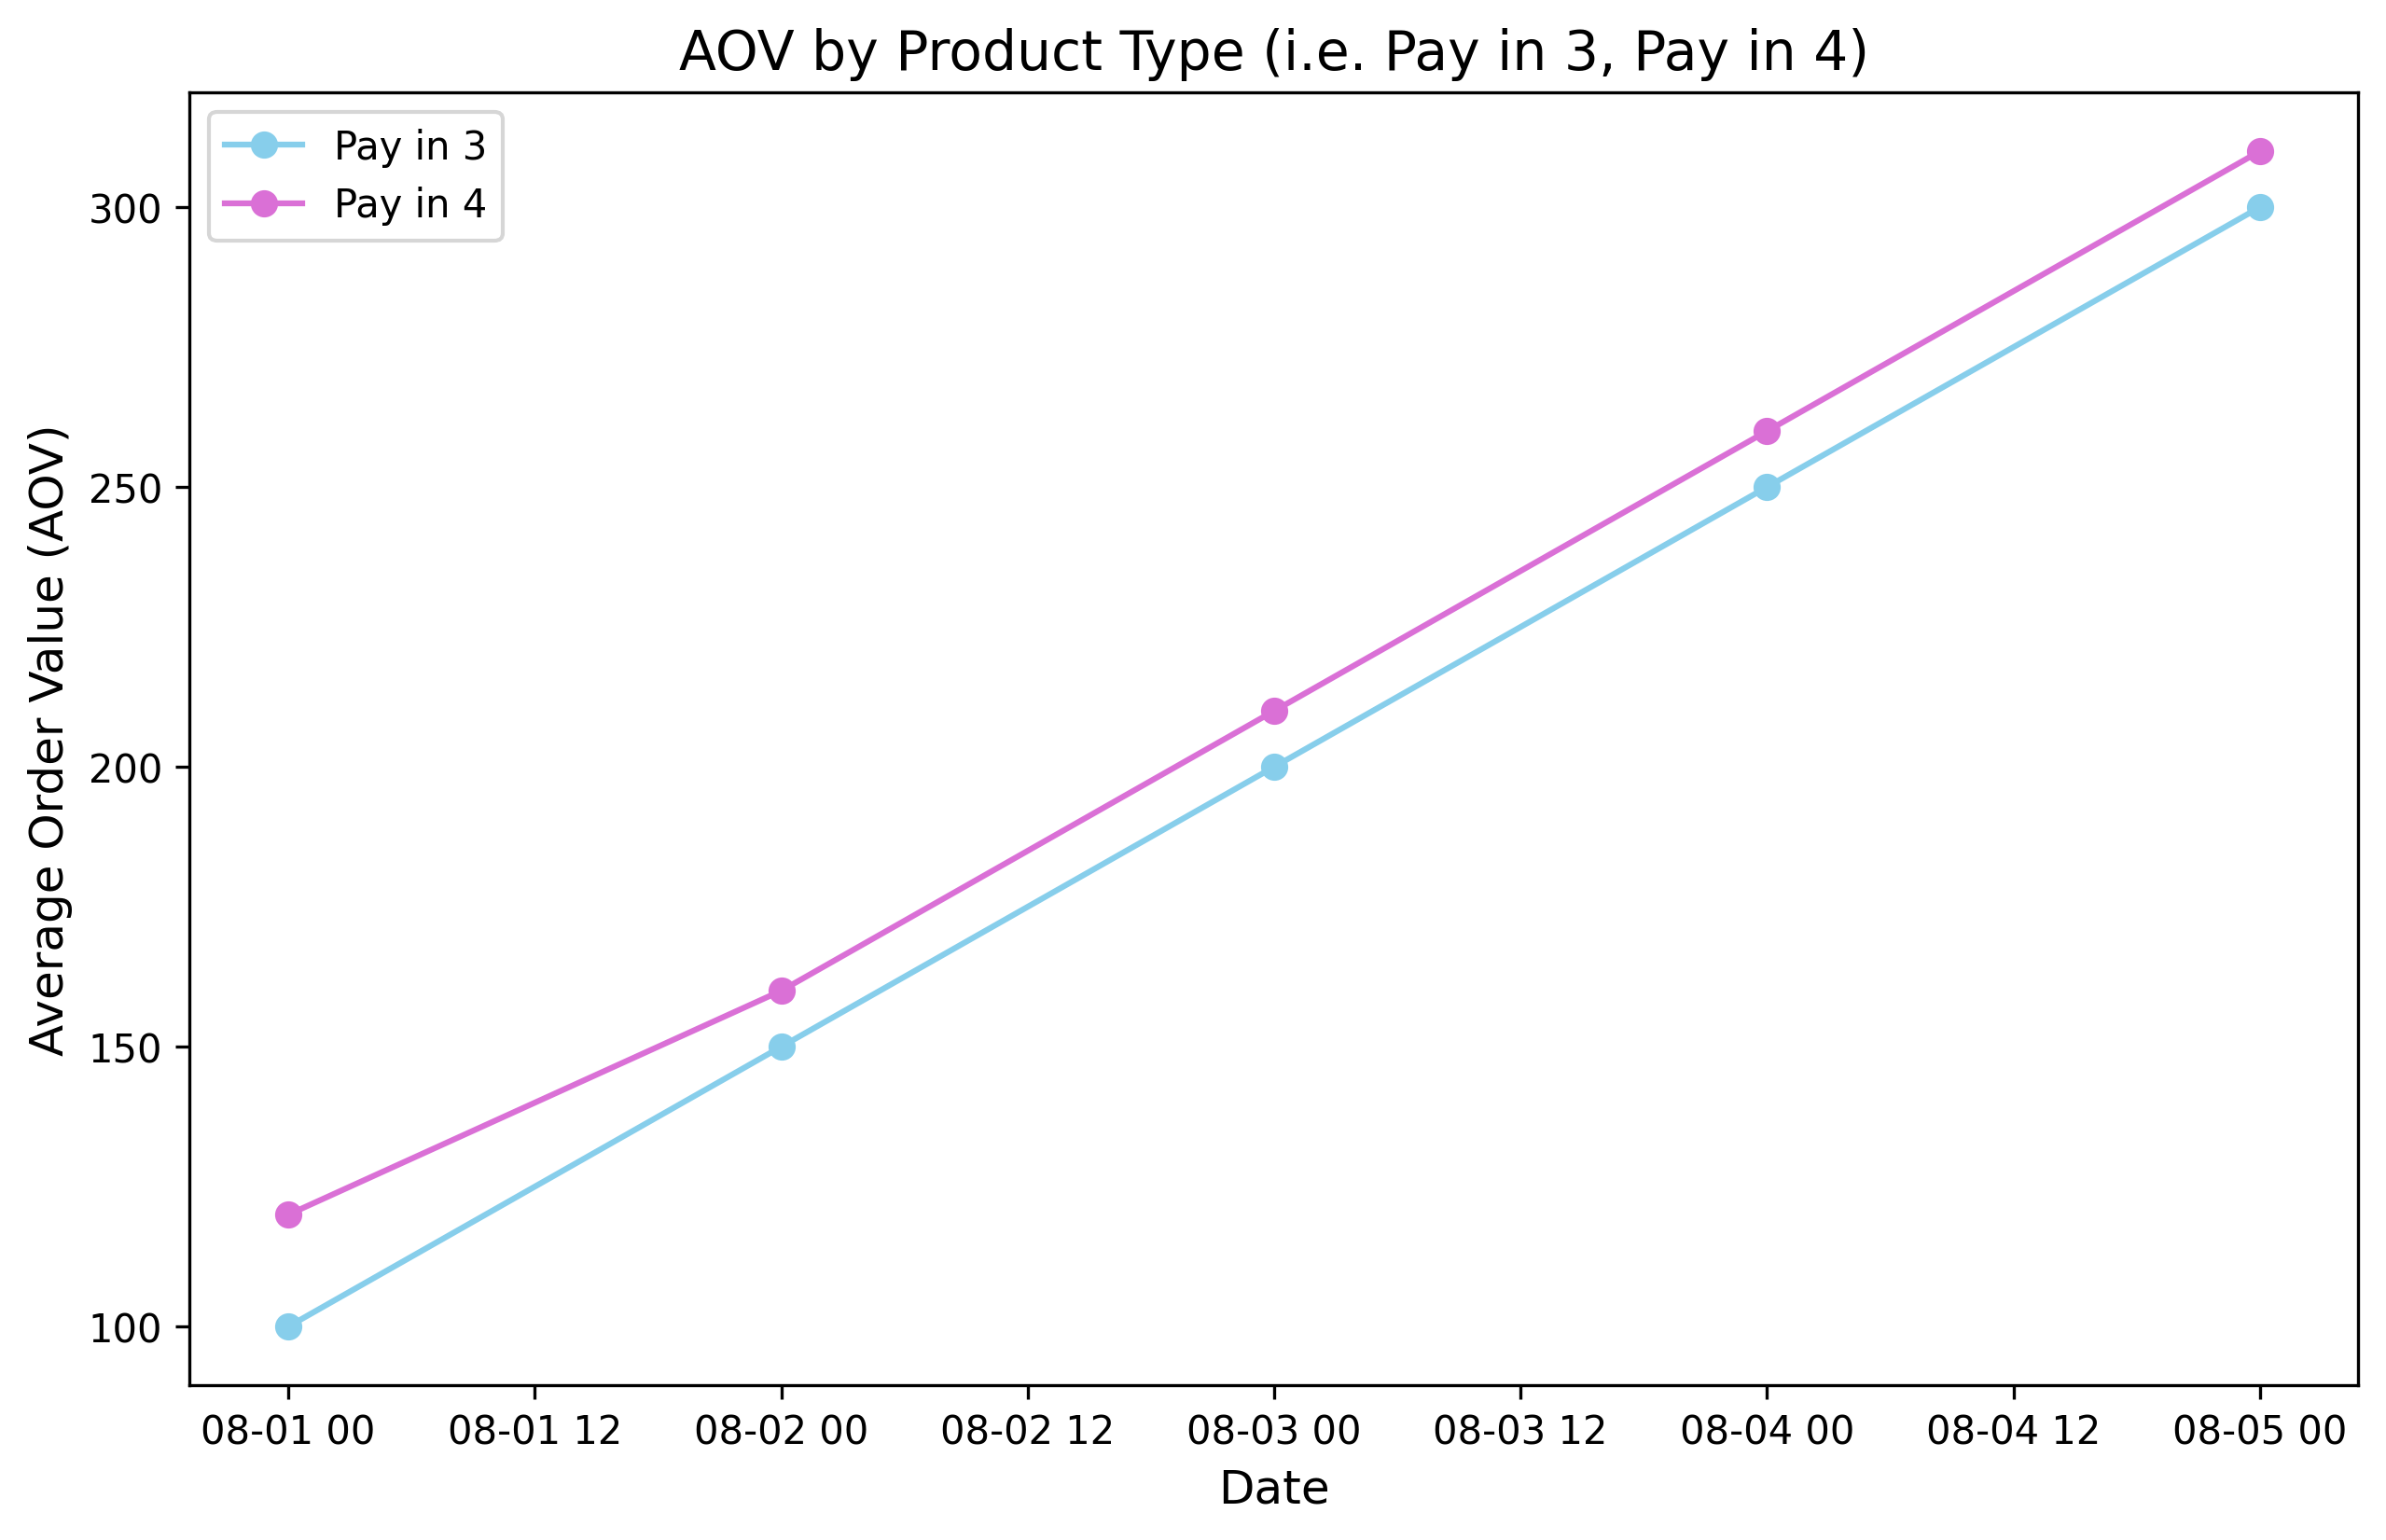 AOV by Product Type (i.e. Pay in 3, Pay in 4)
Pay in 3
Pay in 4
Average Order Value (AOV)
300
250
200
150
100
08-01 00
08-01 12
08-02 00
08-02 12
08-03 00
08-03 12
08-04 00
08-04 12
08-05 00
Date